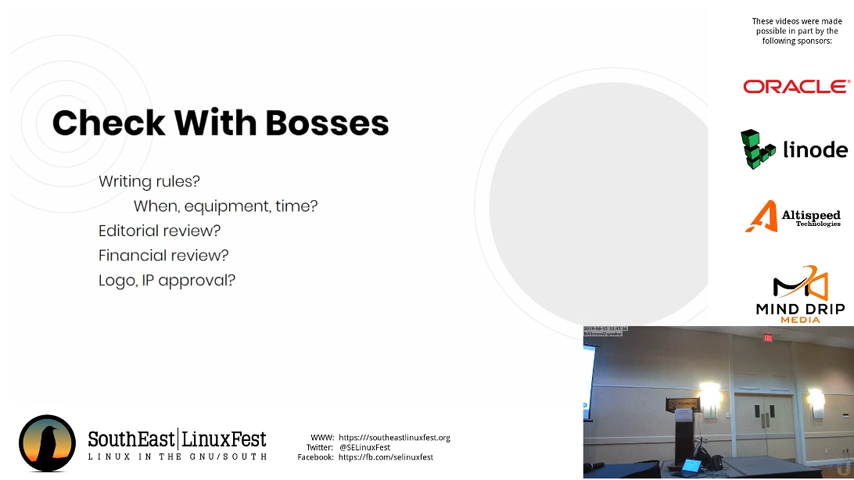 These videos were made
possible in part by the
following sponsors:
ORACLE
linode
Altispeed
Technologies
MIND DRIP
MEDIA
Check With Bosses
Writing rules?
When, equipment, time?
Editorial review?
Financial review?
Logo, IP approval?
SouthEast|LinuxFest
LINUX IN THE GNU/SOUTH
WWW: https:///southeastlinuxfest.org
Twitter: @SELinuxFest
Facebook: https://fb.com/selinuxfest